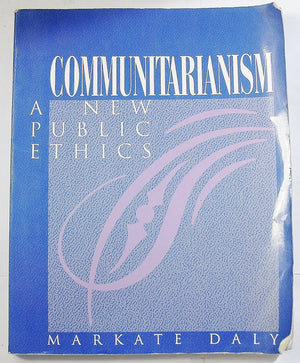 COMMUNITARIANISM
A NEW
PUBLIC
ETHICS
MARKATE DALY